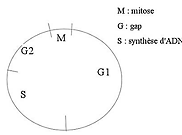 M : mitose
G : gap
S : synthèse d'ADN
M
G2
G1
S